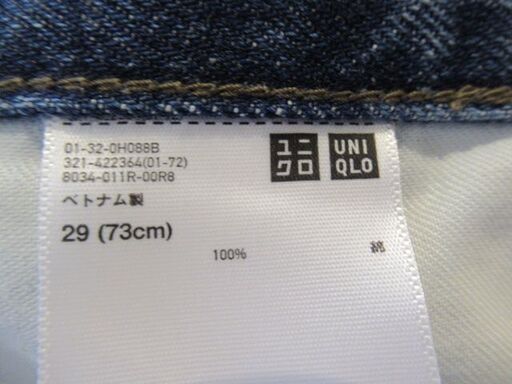 01-32-0H088B
321-422364(01-72)
8034-011R-00R8
ベトナム製
29 (73cm)
ユニ
クロ
UNI
QLO
100% 綿